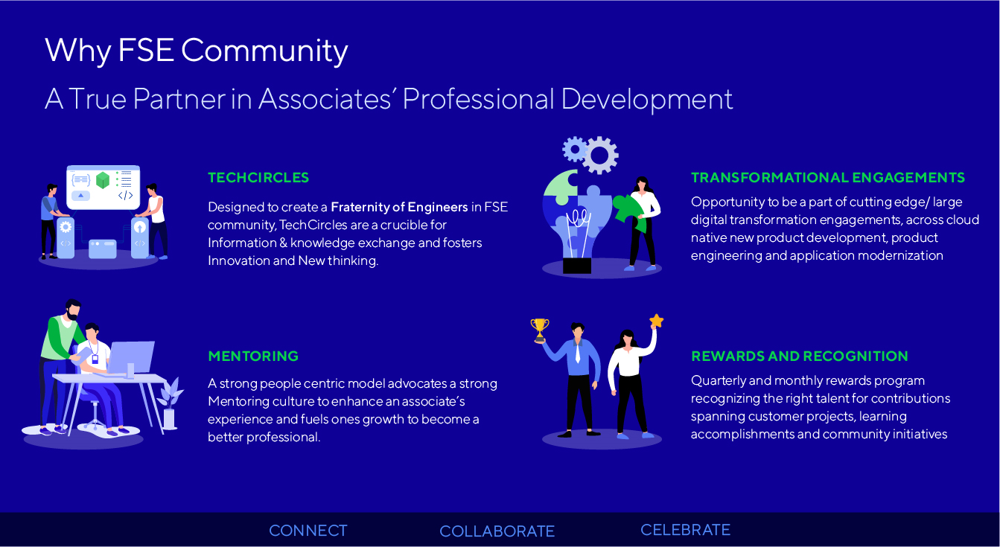 Why FSE Community
A True Partner in Associates’ Professional Development
TECHCIRCLES
Designed to create a Fraternity of Engineers in FSE
community, TechCircles are a crucible for
Information & knowledge exchange and fosters
Innovation and New thinking.
TRANSFORMATIONAL ENGAGEMENTS
Opportunity to be a part of cutting edge/ large
digital transformation engagements, across cloud
native new product development, product
engineering and application modernization
MENTORING
A strong people centric model advocates a strong
Mentoring culture to enhance an associate’s
experience and fuels ones growth to become a
better professional.
REWARDS AND RECOGNITION
Quarterly and monthly rewards program
recognizing the right talent for contributions
spanning customer projects, learning
accomplishments and community initiatives
CONNECT
COLLABORATE
CELEBRATE